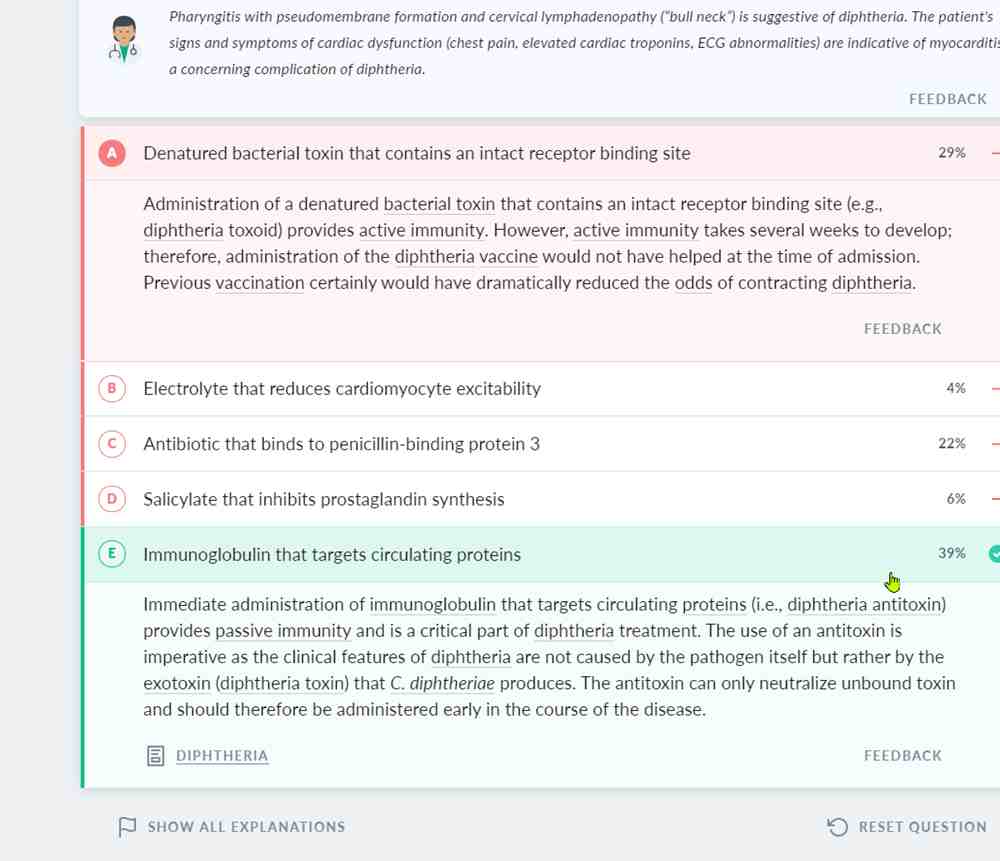 Pharyngitis with pseudomembrane formation and cervical lymphadenopathy ("bull neck") is suggestive of diphtheria. The patient's
signs and symptoms of cardiac dysfunction (chest pain, elevated cardiac troponins, ECG abnormalities) are indicative of myocarditis
a concerning complication of diphtheria.
FEEDBACK
A Denatured bacterial toxin that contains an intact receptor binding site 29%
Administration of a denatured bacterial toxin that contains an intact receptor binding site (e.g.,
diphtheria toxoid) provides active immunity. However, active immunity takes several weeks to develop;
therefore, administration of the diphtheria vaccine would not have helped at the time of admission.
Previous vaccination certainly would have dramatically reduced the odds of contracting diphtheria.
FEEDBACK
B Electrolyte that reduces cardiomyocyte excitability 4%
C Antibiotic that binds to penicillin-binding protein 3 22%
D Salicylate that inhibits prostaglandin synthesis 6%
E Immunoglobulin that targets circulating proteins 39%
Immediate administration of immunoglobulin that targets circulating proteins (i.e., diphtheria antitoxin)
provides passive immunity and is a critical part of diphtheria treatment. The use of an antitoxin is
imperative as the clinical features of diphtheria are not caused by the pathogen itself but rather by the
exotoxin (diphtheria toxin) that C. diphtheriae produces. The antitoxin can only neutralize unbound toxin
and should therefore be administered early in the course of the disease.
DIPHTHERIA FEEDBACK
SHOW ALL EXPLANATIONS RESET QUESTION